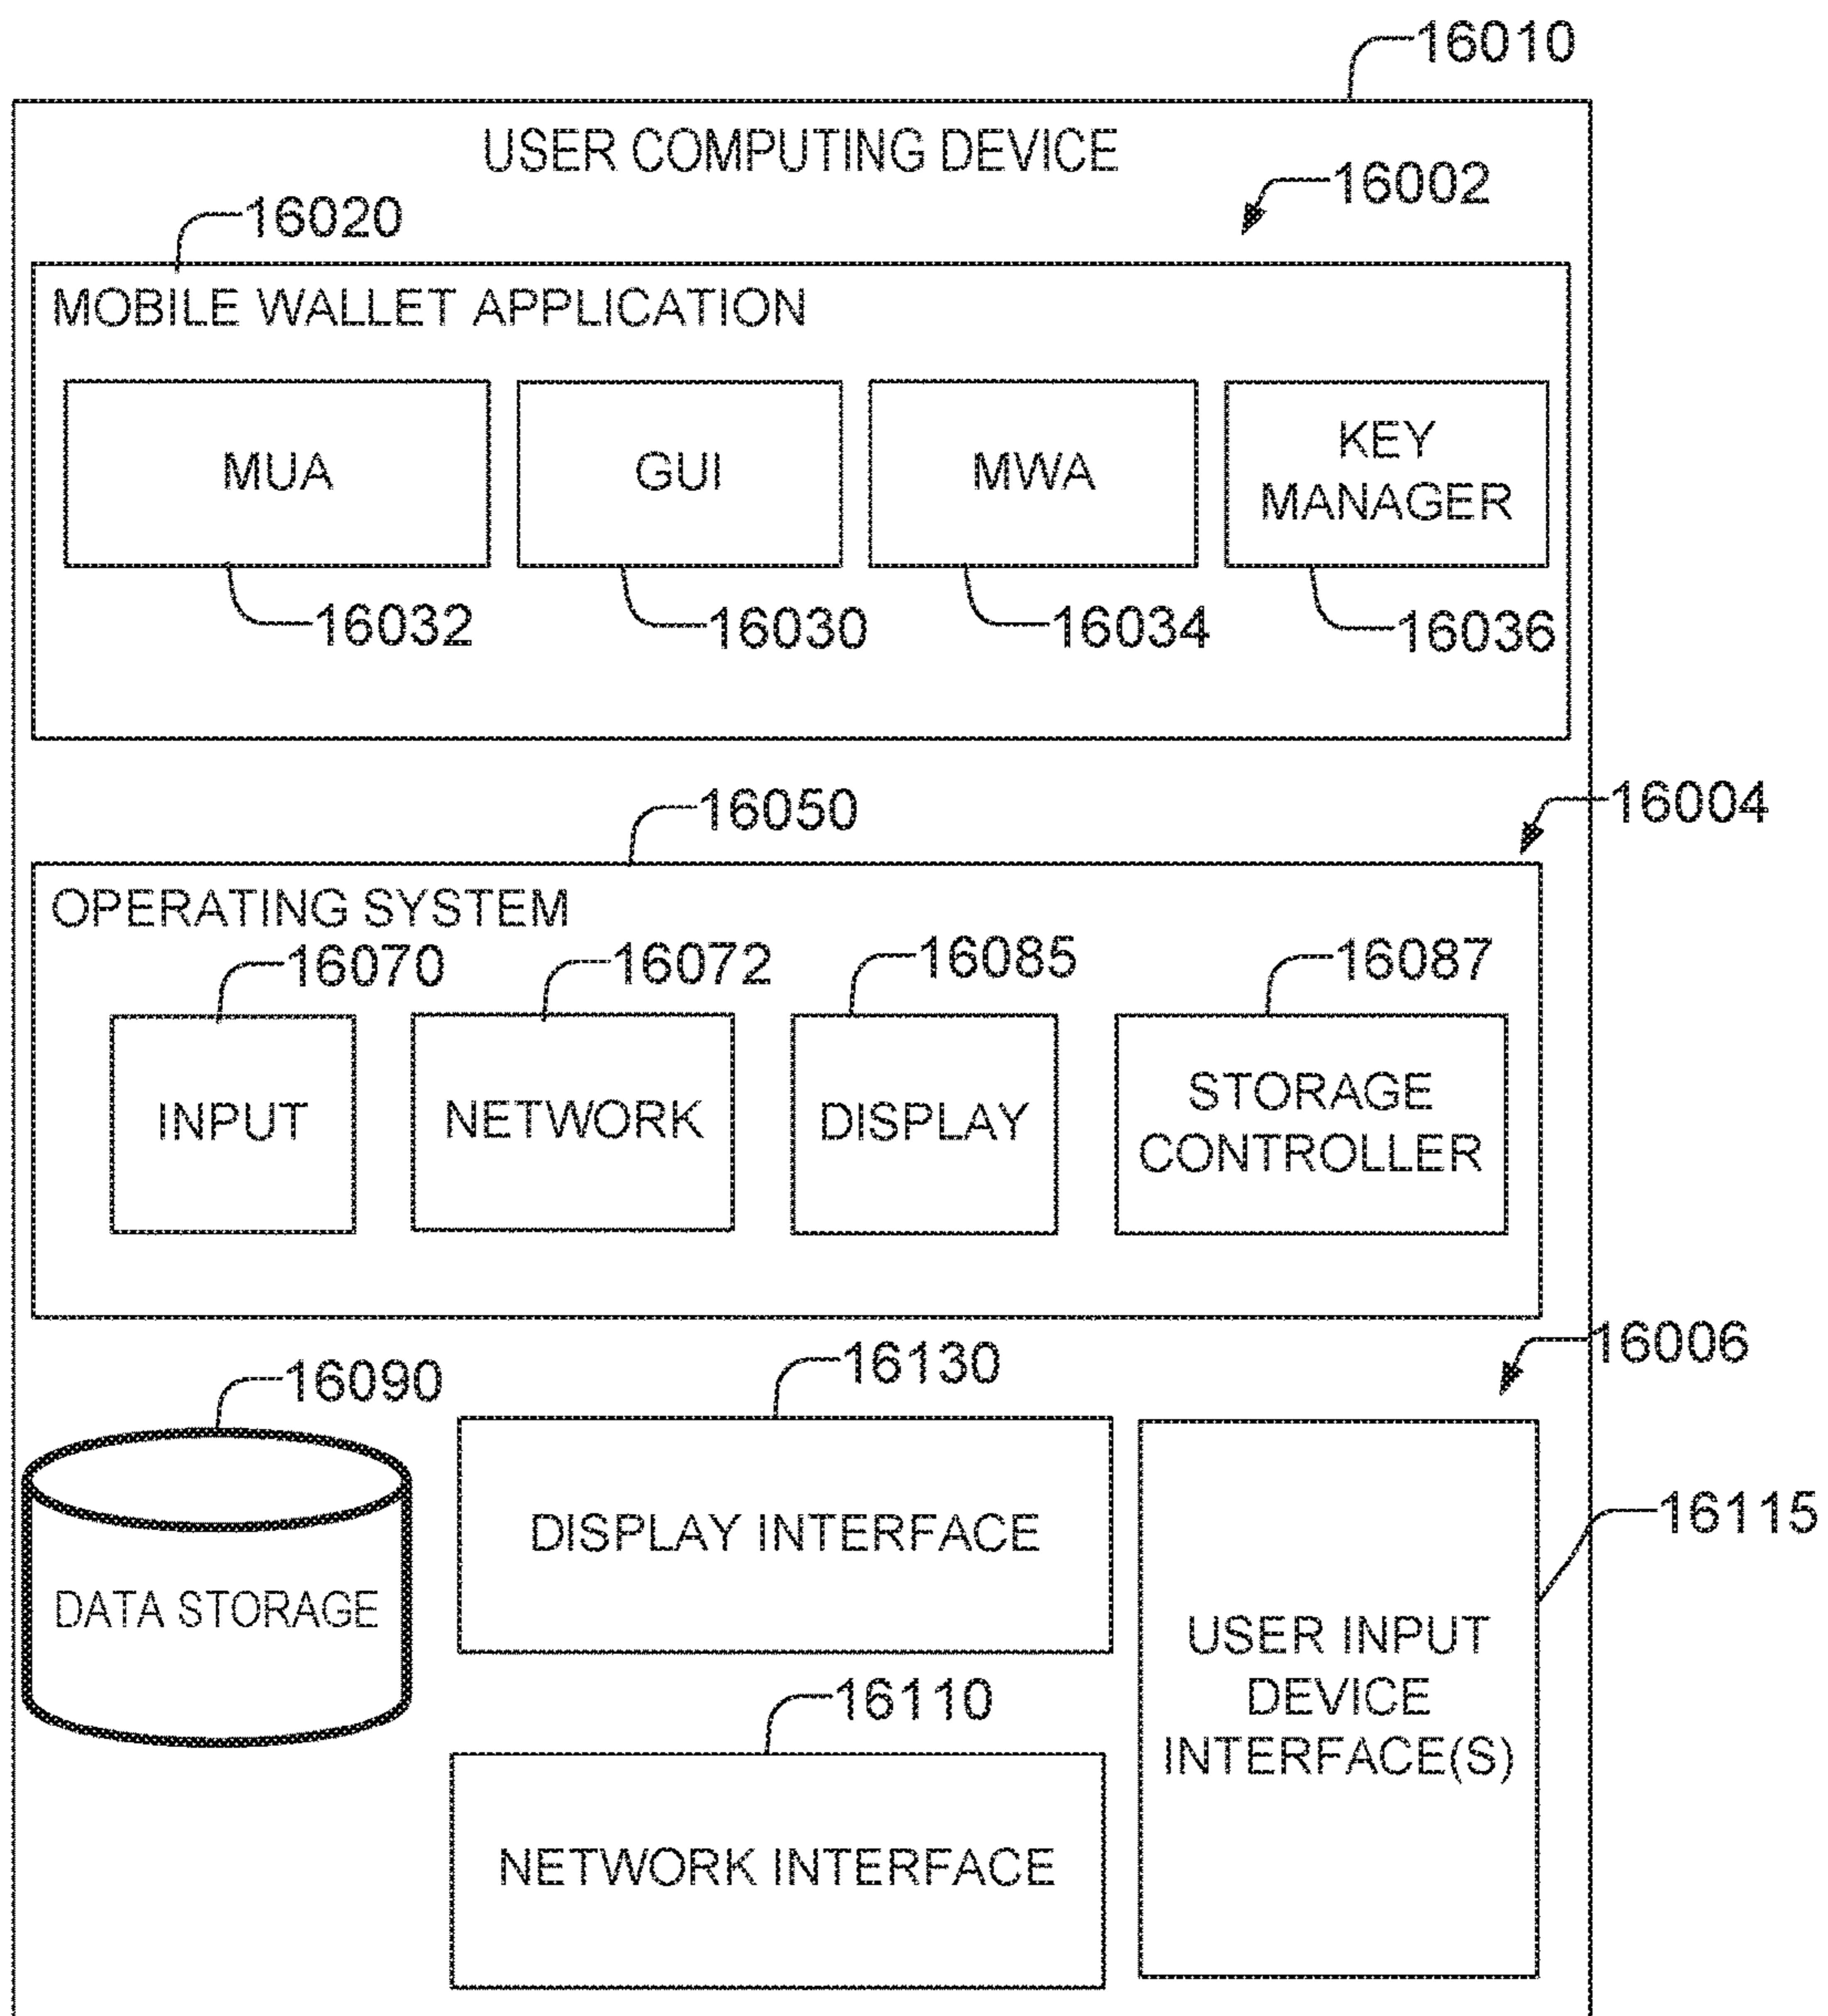 16010
USER COMPUTING DEVICE
16002
16020
MOBILE WALLET APPLICATION
MUA
GUI
MWA
KEY
MANAGER
16032
16030
16034
16036
16050
16004
OPERATING SYSTEM
16070
16072
16085
16087
INPUT
NETWORK
DISPLAY
STORAGE
CONTROLLER
16006
16090
16130
DATA STORAGE
DISPLAY INTERFACE
16115
USER INPUT
DEVICE
INTERFACE(S)
16110
NETWORK INTERFACE